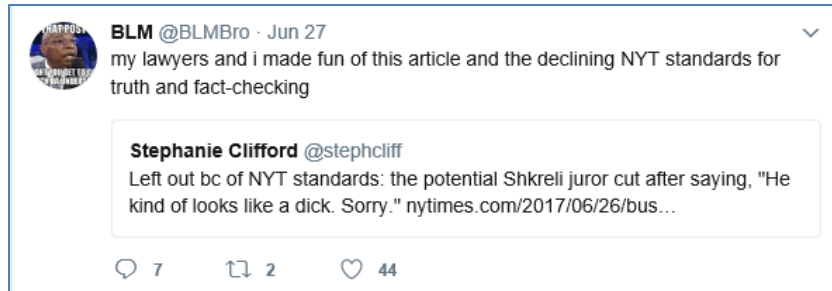 BLM @BLMBro · Jun 27
my lawyers and i made fun of this article and the declining NYT standards for
truth and fact-checking
Stephanie Clifford @stephcliff
Left out bc of NYT standards: the potential Shkreli juror cut after saying, "He
kind of looks like a dick. Sorry." nytimes.com/2017/06/26/bus…
7 2 44